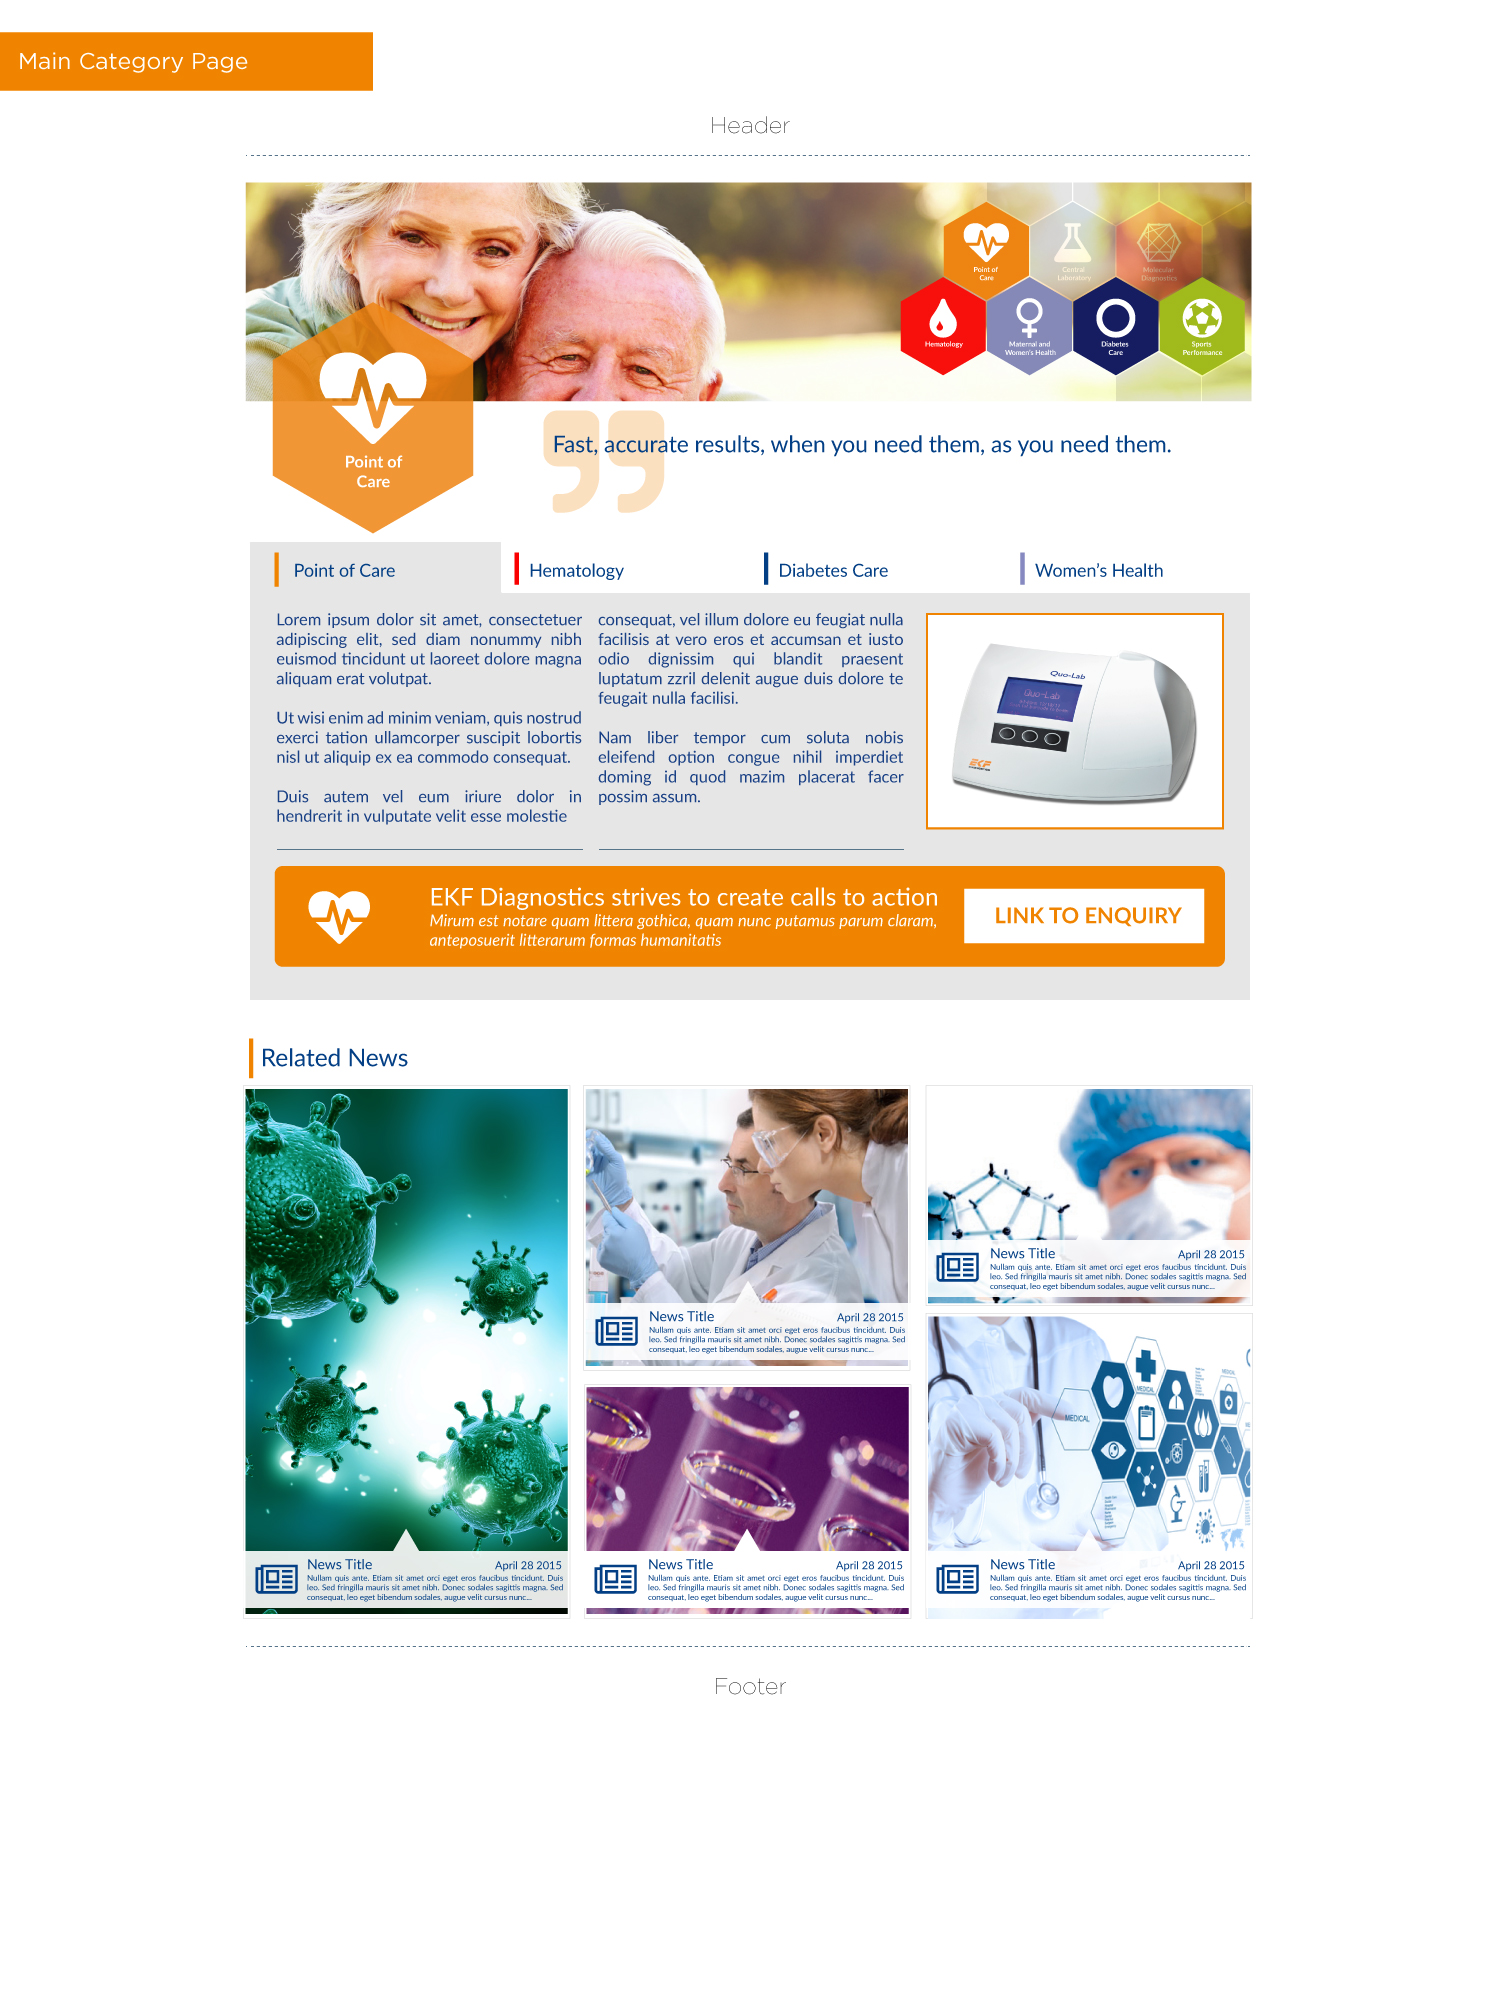 Main Category Page
Header
Point of
Care
Central
Laboratory
Molecular
Diagnostics
Hematology
Maternal and
Women's Health
Diabetes
Care
Sports
Performance
Point of
Care
Fast, accurate results, when you need them, as you need them.
Point of Care
Hematology
Diabetes Care
Women's Health
Lorem ipsum dolor sit amet, consectetuer
adipiscing elit, sed diam nonummy nibh
euismod tincidunt ut laoreet dolore magna
aliquam erat volutpat.
Ut wisi enim ad minim veniam, quis nostrud
exerci tation ullamcorper suscipit lobortis
nisl ut aliquip ex ea commodo consequat.
Duis autem vel eum iriure dolor in
hendrerit in vulputate velit esse molestie
consequat, vel illum dolore eu feugiat nulla
facilisis at vero eros et accumsan et iusto
odio dignissim qui blandit praesent
luptatum zzril delenit augue duis dolore te
feugait nulla facilisi.
Nam liber tempor cum soluta nobis
eleifend option congue nihil imperdiet
doming id quod mazim placerat facer
possim assum.
Quo-Lab
Quo-Lab
EKF
EKF Diagnostics strives to create calls to action
Mirum est notare quam littera gothica, quam nunc putamus parum claram,
anteposuerit litterarum formas humanitatis
LINK TO ENQUIRY
Related News
News Title April 28 2015
Nullam quis ante. Etiam sit amet orci eget eros faucibus tincidunt. Duis
leo. Sed fringilla mauris sit amet nibh. Donec sodales sagittis magna. Sed
consequat, leo eget bibendum sodales, augue velit cursus nunc...
News Title April 28 2015
Nullam quis ante. Etiam sit amet orci eget eros faucibus tincidunt. Duis
leo. Sed fringilla mauris sit amet nibh. Donec sodales sagittis magna. Sed
consequat, leo eget bibendum sodales, augue velit cursus nunc...
News Title April 28 2015
Nullam quis ante. Etiam sit amet orci eget eros faucibus tincidunt. Duis
leo. Sed fringilla mauris sit amet nibh. Donec sodales sagittis magna. Sed
consequat, leo eget bibendum sodales, augue velit cursus nunc...
MEDICAL
MEDICAL
MEDICAL
News Title April 28 2015
Nullam quis ante. Etiam sit amet orci eget eros faucibus tincidunt. Duis
leo. Sed fringilla mauris sit amet nibh. Donec sodales sagittis magna. Sed
consequat, leo eget bibendum sodales, augue velit cursus nunc...
News Title April 28 2015
Nullam quis ante. Etiam sit amet orci eget eros faucibus tincidunt. Duis
leo. Sed fringilla mauris sit amet nibh. Donec sodales sagittis magna. Sed
consequat, leo eget bibendum sodales, augue velit cursus nunc...
Footer